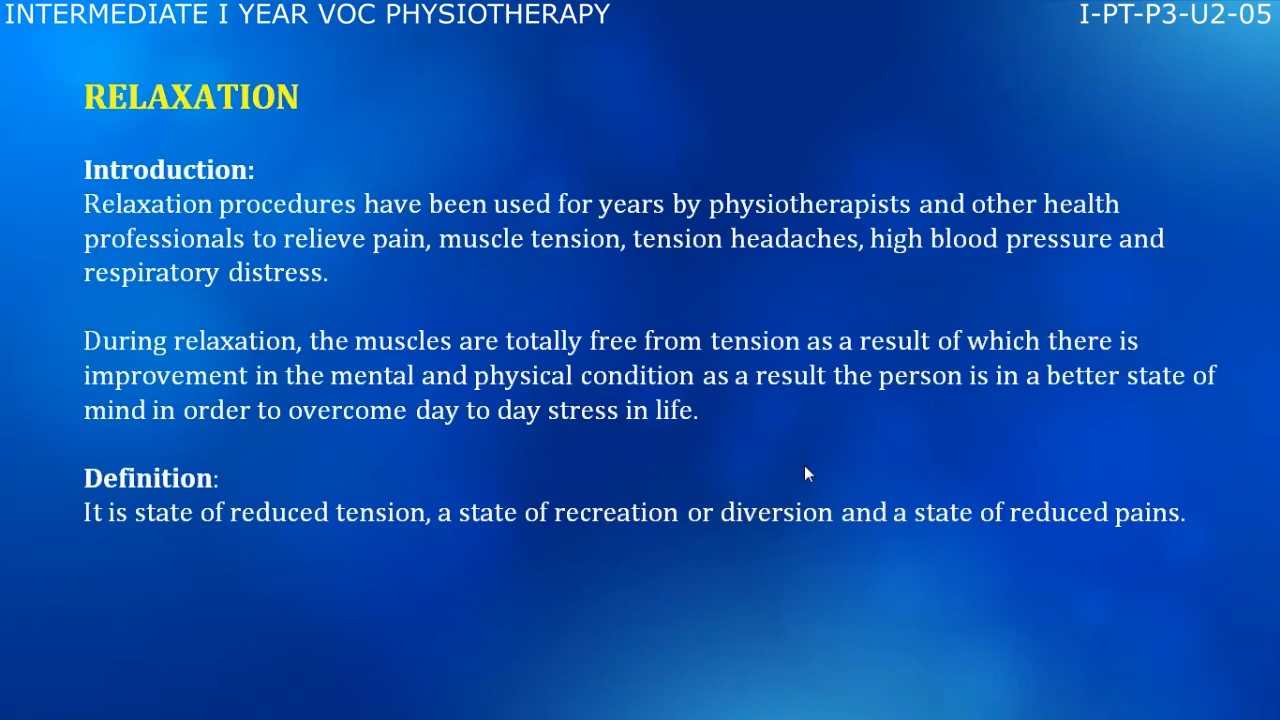 INTERMEDIATE I YEAR VOC PHYSIOTHERAPY
I-PT-P3-U2-05
RELAXATION
Introduction:
Relaxation procedures have been used for years by physiotherapists and other health
professionals to relieve pain, muscle tension, tension headaches, high blood pressure and
respiratory distress.
During relaxation, the muscles are totally free from tension as a result of which there is
improvement in the mental and physical condition as a result the person is in a better state of
mind in order to overcome day to day stress in life.
Definition:
It is state of reduced tension, a state of recreation or diversion and a state of reduced pains.